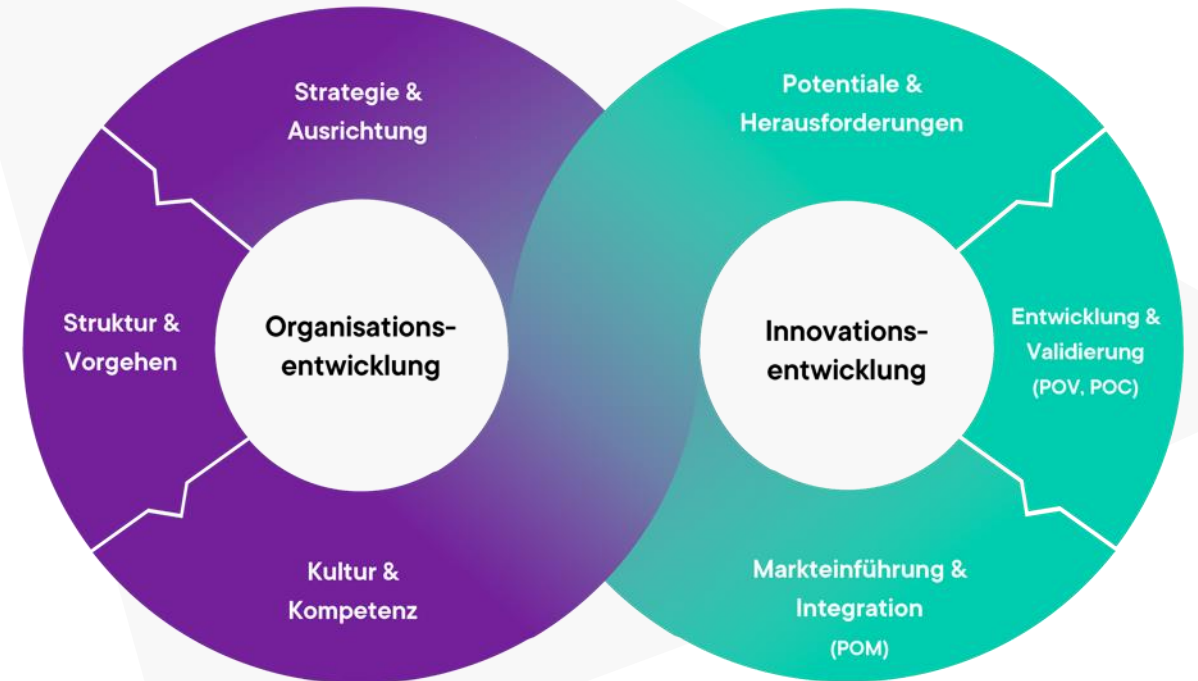 Strategie &
Ausrichtung
Struktur &
Vorgehen
Organisations-
entwicklung
Kultur &
Kompetenz
Potentiale &
Herausforderungen
Innovations-
entwicklung
Entwicklung &
Validierung
(POV, POC)
Markteinführung &
Integration
(POM)